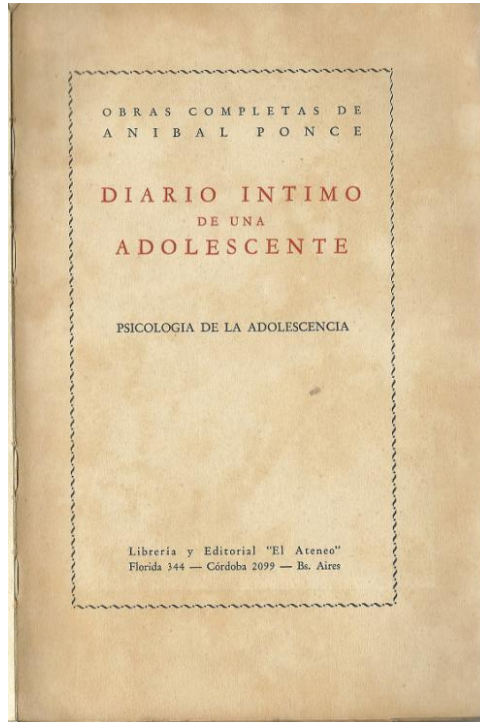 OBRAS COMPLETAS DE
ANIBAL PONCE
DIARIO INTIMO
DE UNA
ADOLESCENTE
PSICOLOGIA DE LA ADOLESCENCIA
Librería y Editorial "El Ateneo"
Florida 344 — Córdoba 2099 — Bs. Aires